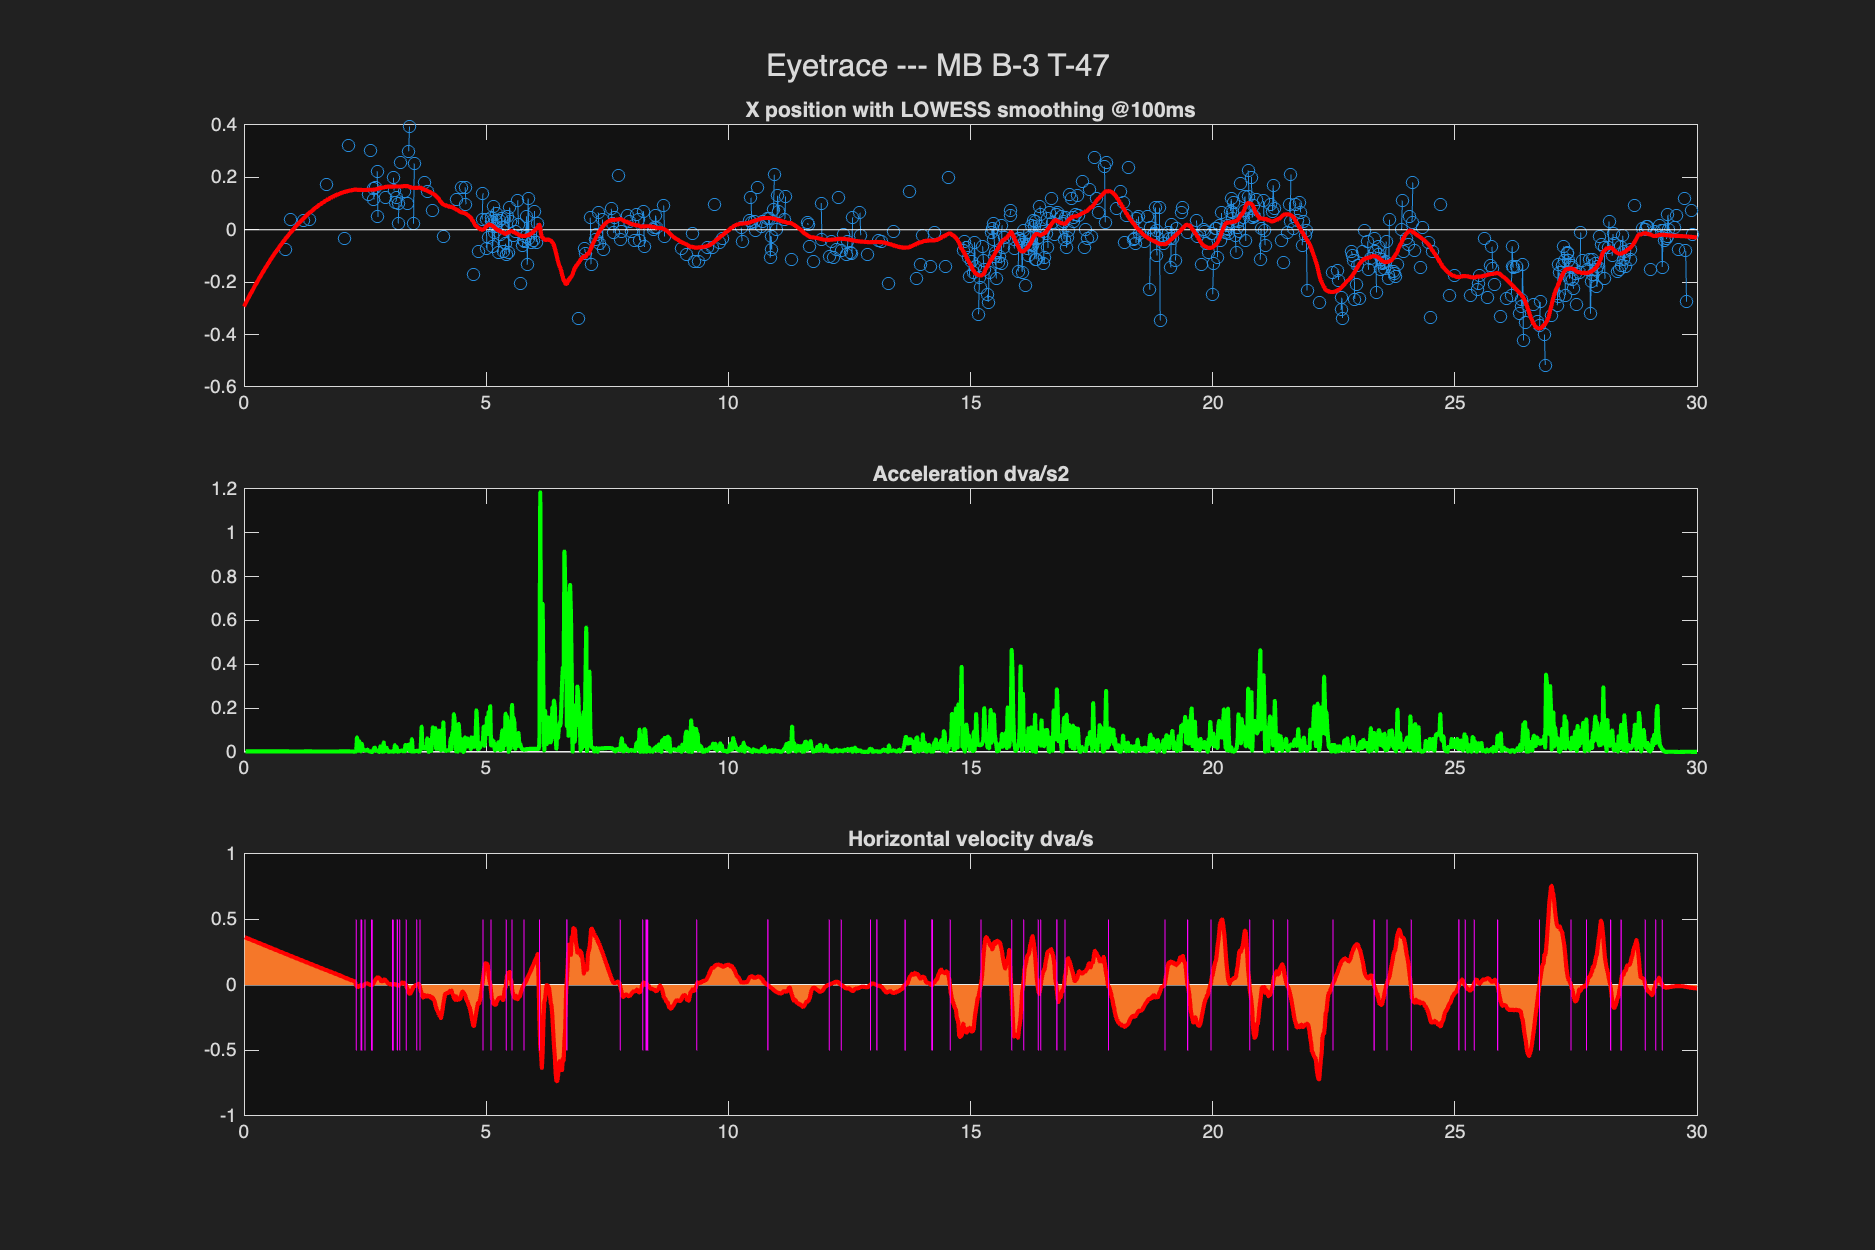 Eyetrace --- MB B-3 T-47
X position with LOWESS smoothing @100ms
0.4
0.2
0
-0.2
-0.4
-0.6
0 5 10 15 20 25 30
Acceleration dva/s2
1.2
1
0.8
0.6
0.4
0.2
0
0 5 10 15 20 25 30
Horizontal velocity dva/s
1
0.5
0
-0.5
-1
0 5 10 15 20 25 30